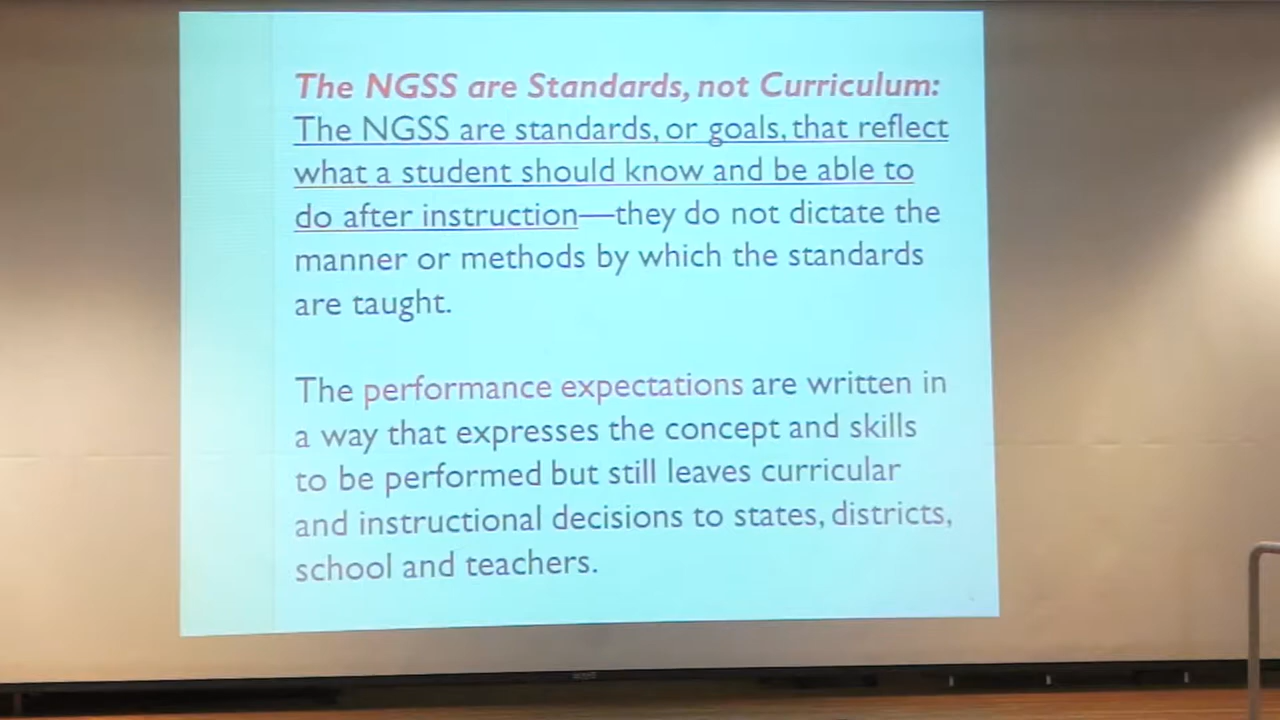 The NGSS are Standards, not Curriculum:
The NGSS are standards, or goals, that reflect
what a student should know and be able to
do after instruction—they do not dictate the
manner or methods by which the standards
are taught.
The performance expectations are written in
a way that expresses the concept and skills
to be performed but still leaves curricular
and instructional decisions to states, districts,
school and teachers.